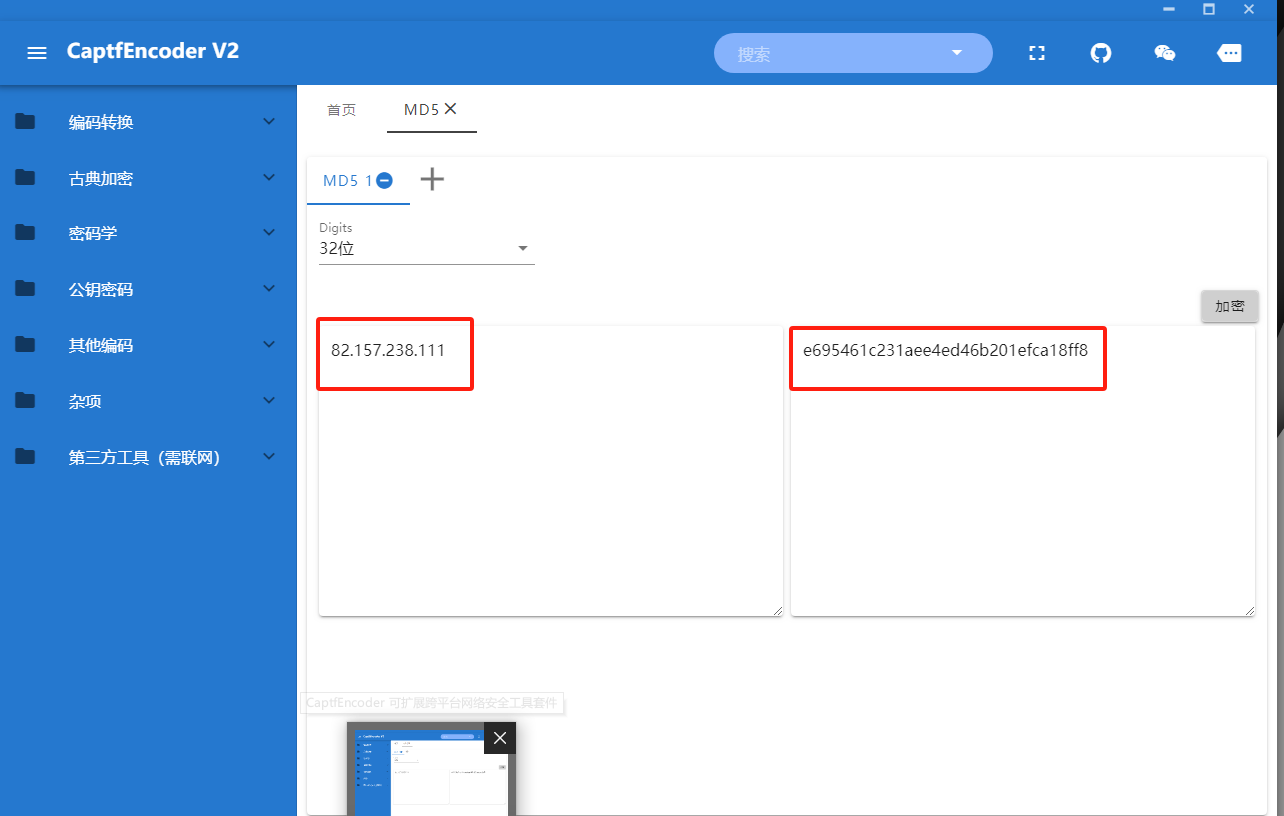 CaptfEncoder V2
搜索
编码转换
古典加密
密码学
公钥密码
其他编码
杂项
第三方工具（需联网）
首页
MD5
MD5 1
Digits
32位
加密
82.157.238.111
e695461c231aee4ed46b201efca18ff8
CaptfEncoder 可扩展跨平台网络安全工具套件